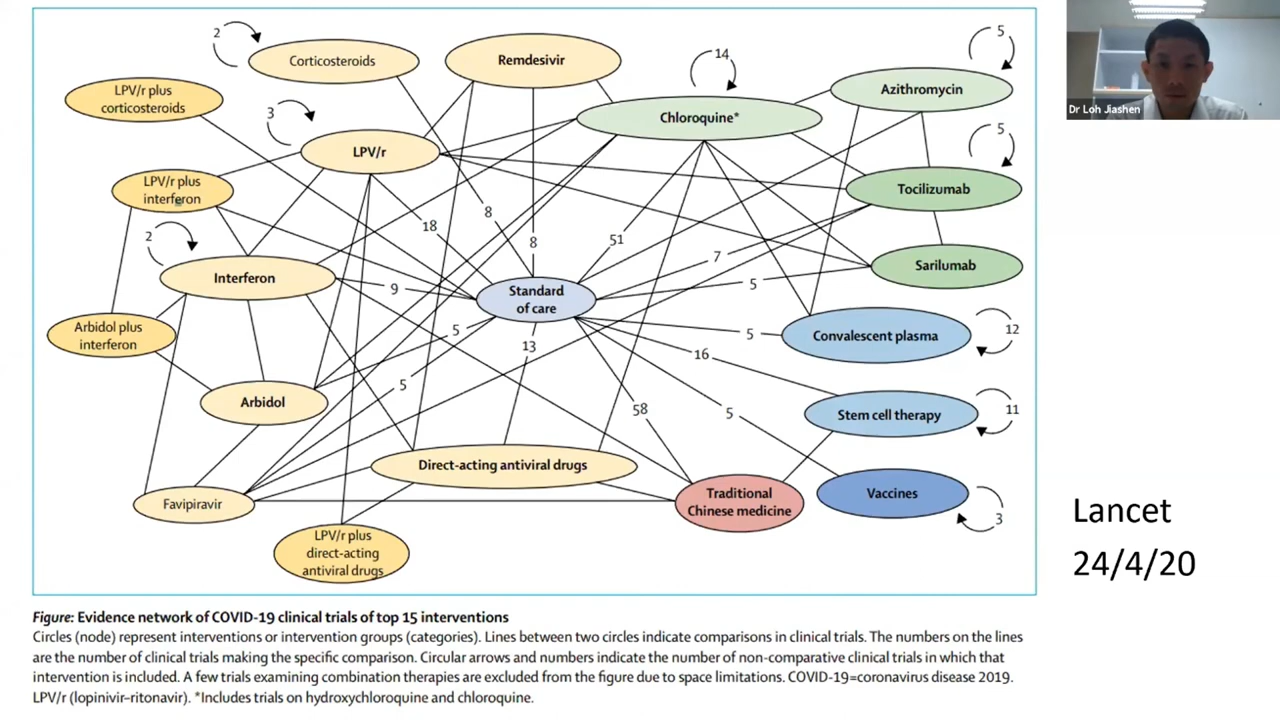 2
Corticosteroids
Remdesivir
14
5
Azithromycin
LPV/r plus
corticosteroids
3
Chloroquine*
LPV/r
5
Tocilizumab
LPV/r plus
interferon
2
18
8
8
51
7
5
Sarilumab
Interferon
9
Standard
of care
Arbidol plus
interferon
5
13
5
Convalescent plasma
12
16
5
58
5
Stem cell therapy
11
Arbidol
Direct-acting antiviral drugs
Favipiravir
Traditional
Chinese medicine
Vaccines
3
LPV/r plus
direct-acting
antiviral drugs
Dr Loh Jiashen
Lancet
24/4/20
Figure: Evidence network of COVID-19 clinical trials of top 15 interventions
Circles (node) represent interventions or intervention groups (categories). Lines between two circles indicate comparisons in clinical trials. The numbers on the lines
are the number of clinical trials making the specific comparison. Circular arrows and numbers indicate the number of non-comparative clinical trials in which that
intervention is included. A few trials examining combination therapies are excluded from the figure due to space limitations. COVID-19=coronavirus disease 2019.
LPV/r (lopinivir–ritonavir). *Includes trials on hydroxychloroquine and chloroquine.